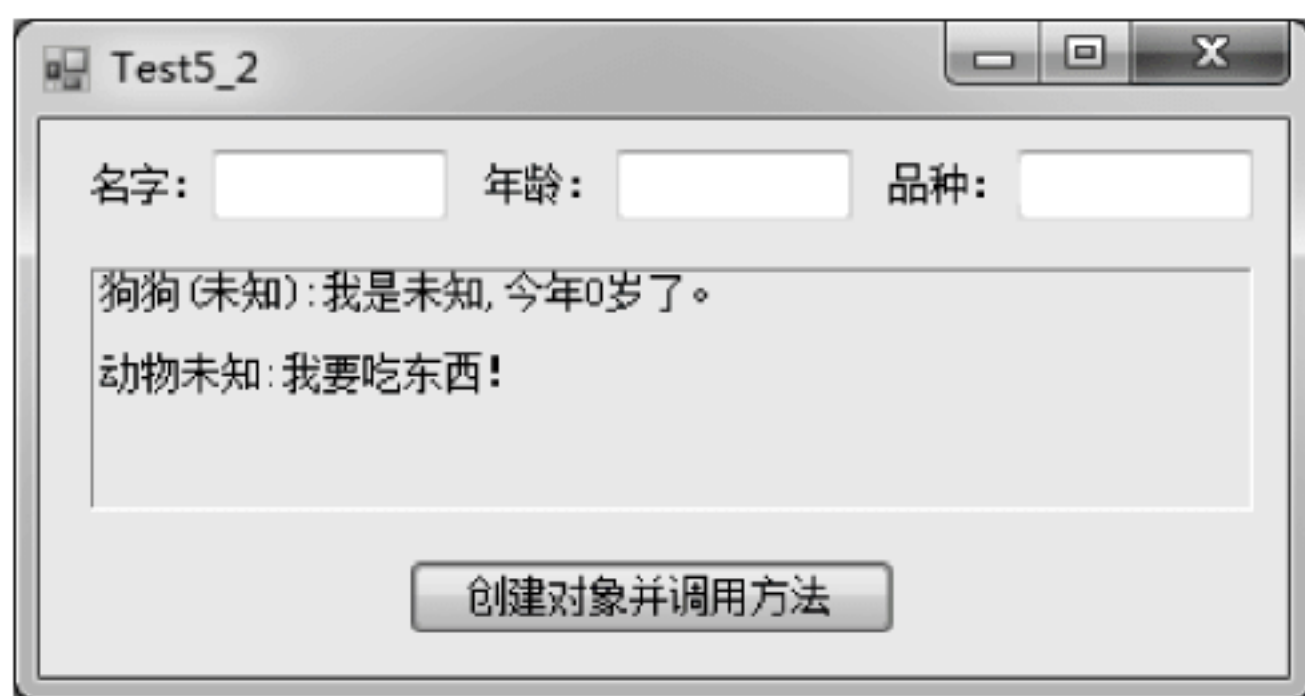 Test5_2
名字: 年龄: 品种:
狗狗(未知):我是未知,今年0岁了。
动物未知:我要吃东西!
创建对象并调用方法